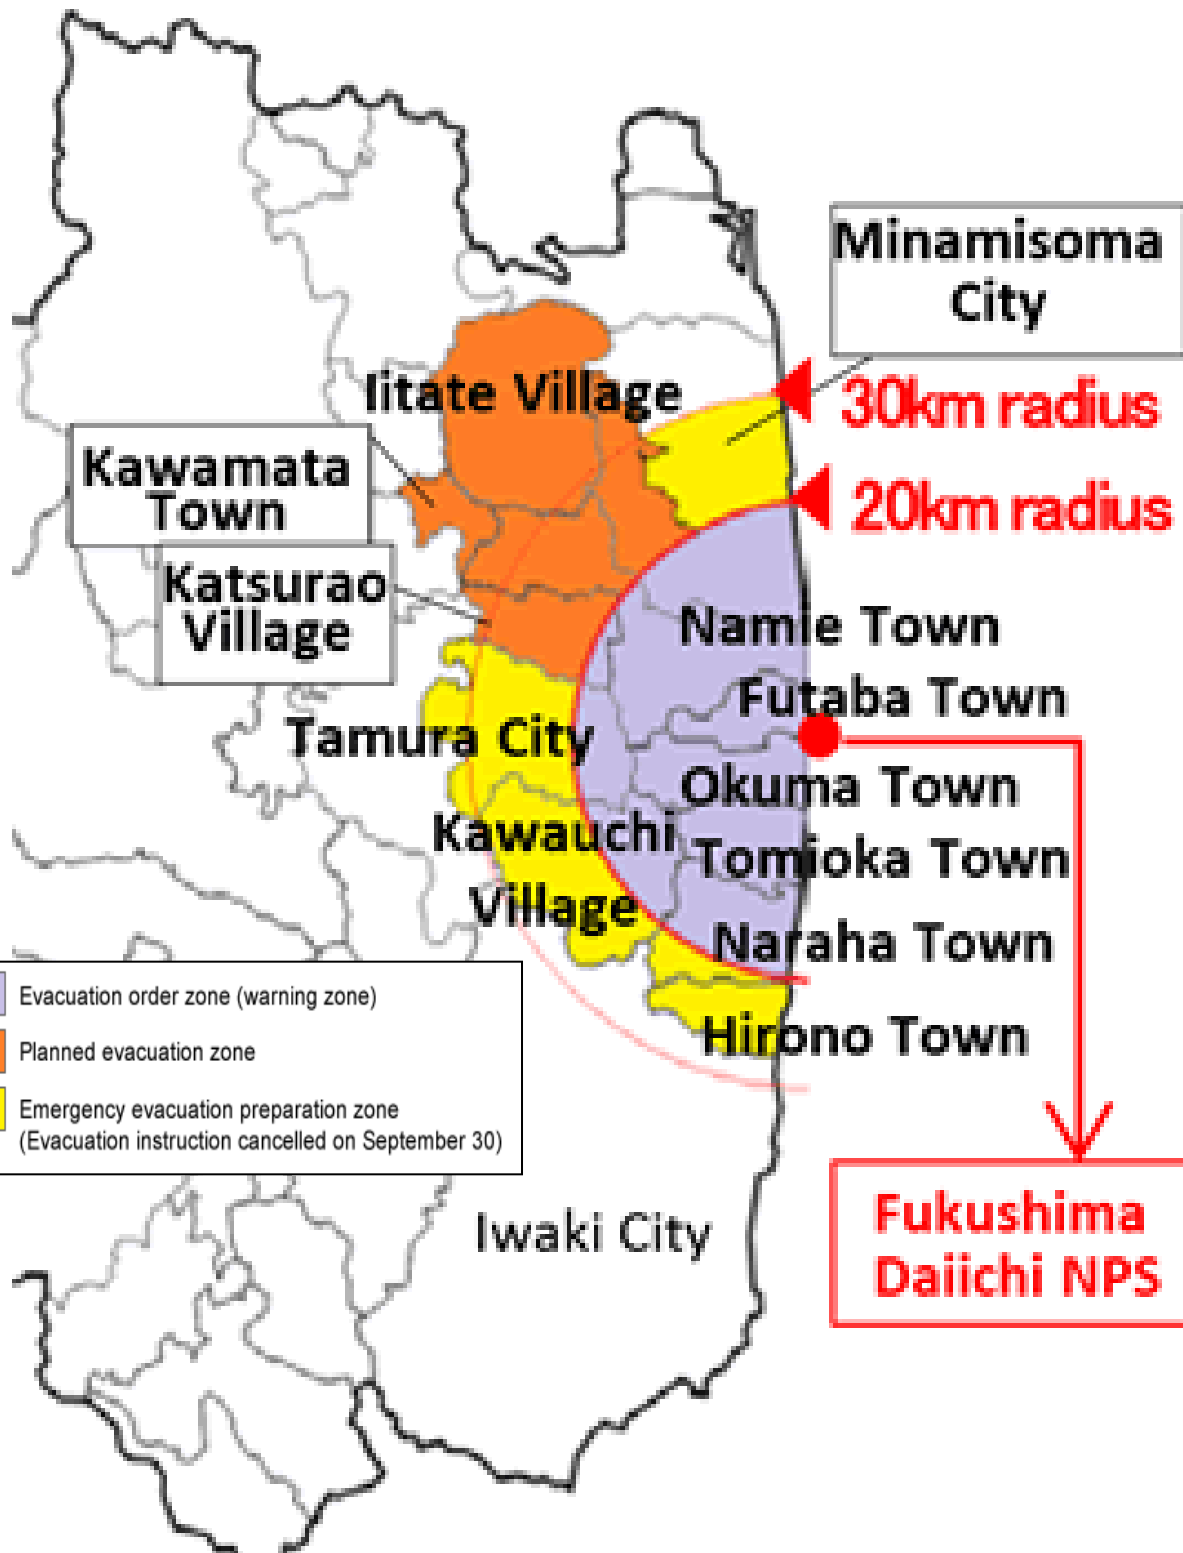 Minamisoma
City
Iitate Village
30km radius
Kawamata
Town
20km radius
Katsurao
Village
Namie Town
Futaba Town
Tamura City
Okuma Town
Kawauchi
Village
Tomioka Town
Naraha Town
Evacuation order zone (warning zone)
Planned evacuation zone
Emergency evacuation preparation zone
(Evacuation instruction cancelled on September 30)
Hirono Town
Iwaki City
Fukushima
Daiichi NPS